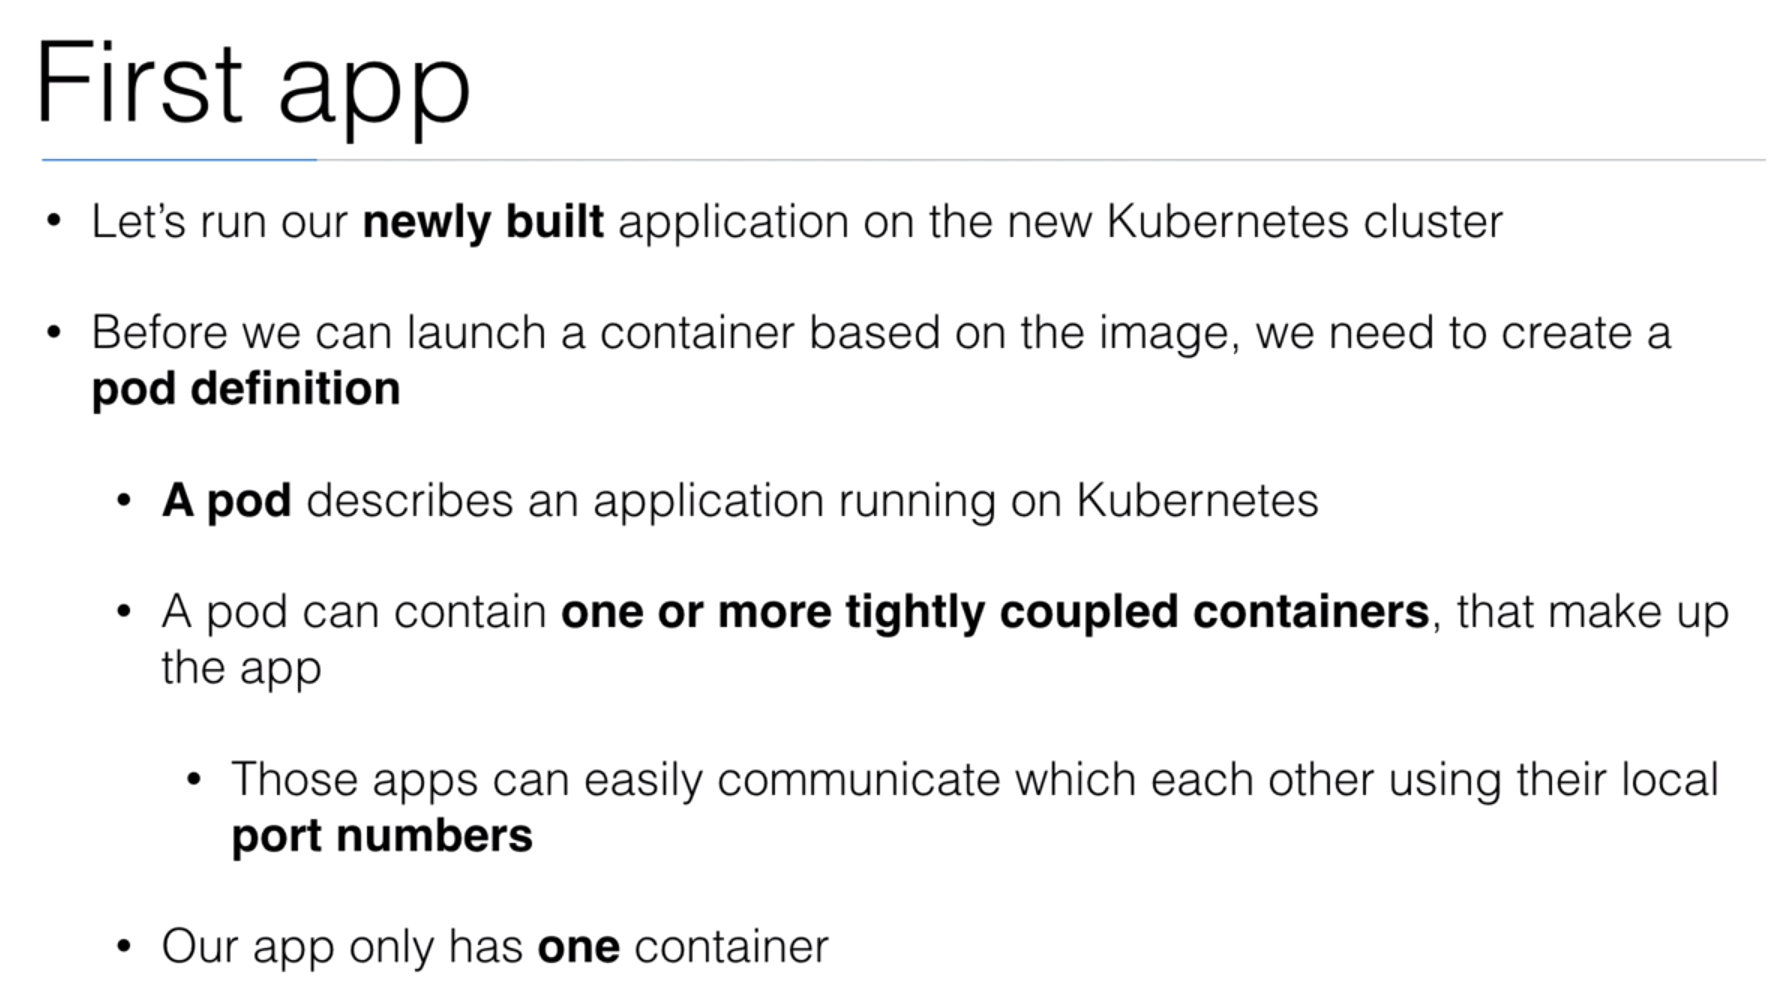 First app
• Let’s run our newly built application on the new Kubernetes cluster
• Before we can launch a container based on the image, we need to create a
pod definition
• A pod describes an application running on Kubernetes
• A pod can contain one or more tightly coupled containers, that make up
the app
• Those apps can easily communicate which each other using their local
port numbers
• Our app only has one container